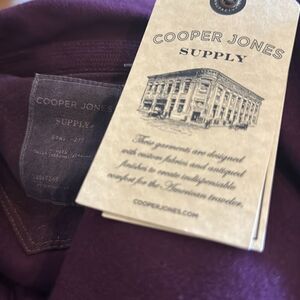 COOPER JONES
SUPPLY
These garments are designed
with custom fabrics and antiqued
finishes to create indispensable
comfort for the American traveler.
COOPERJONES.COM
COOPER JONES
SUPPLY